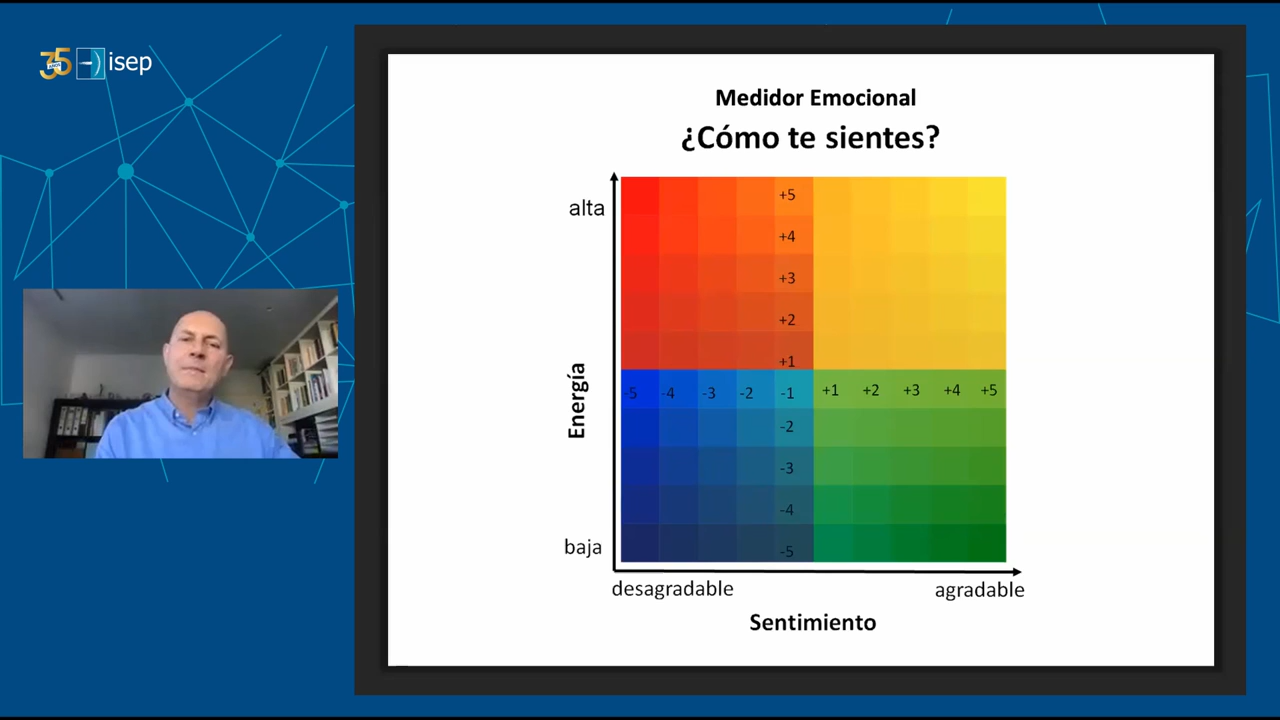 35
isep
Medidor Emocional
¿Cómo te sientes?
alta
+5
+4
+3
+2
+1
Energía
-5 -4 -3 -2 -1 +1 +2 +3 +4 +5
-2
-3
-4
-5
baja
desagradable agradable
Sentimiento